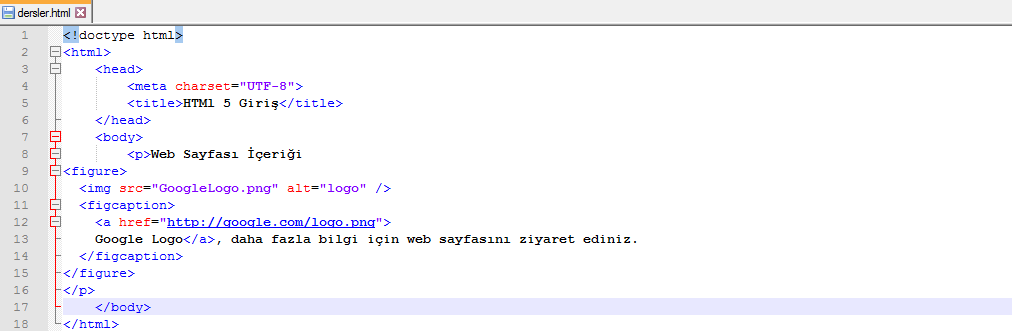 dersler.html
1 <!doctype html>
2 <html>
3 <head>
4 <meta charset="UTF-8">
5 <title>HTMl 5 Giriş</title>
6 </head>
7 <body>
8 <p>Web Sayfası İçeriği
9 <figure>
10 <img src="GoogleLogo.png" alt="logo" />
11 <figcaption>
12 <a href="http://google.com/logo.png">
13 Google Logo</a>, daha fazla bilgi için web sayfasını ziyaret ediniz.
14 </figcaption>
15 </figure>
16 </p>
17 </body>
18 </html>